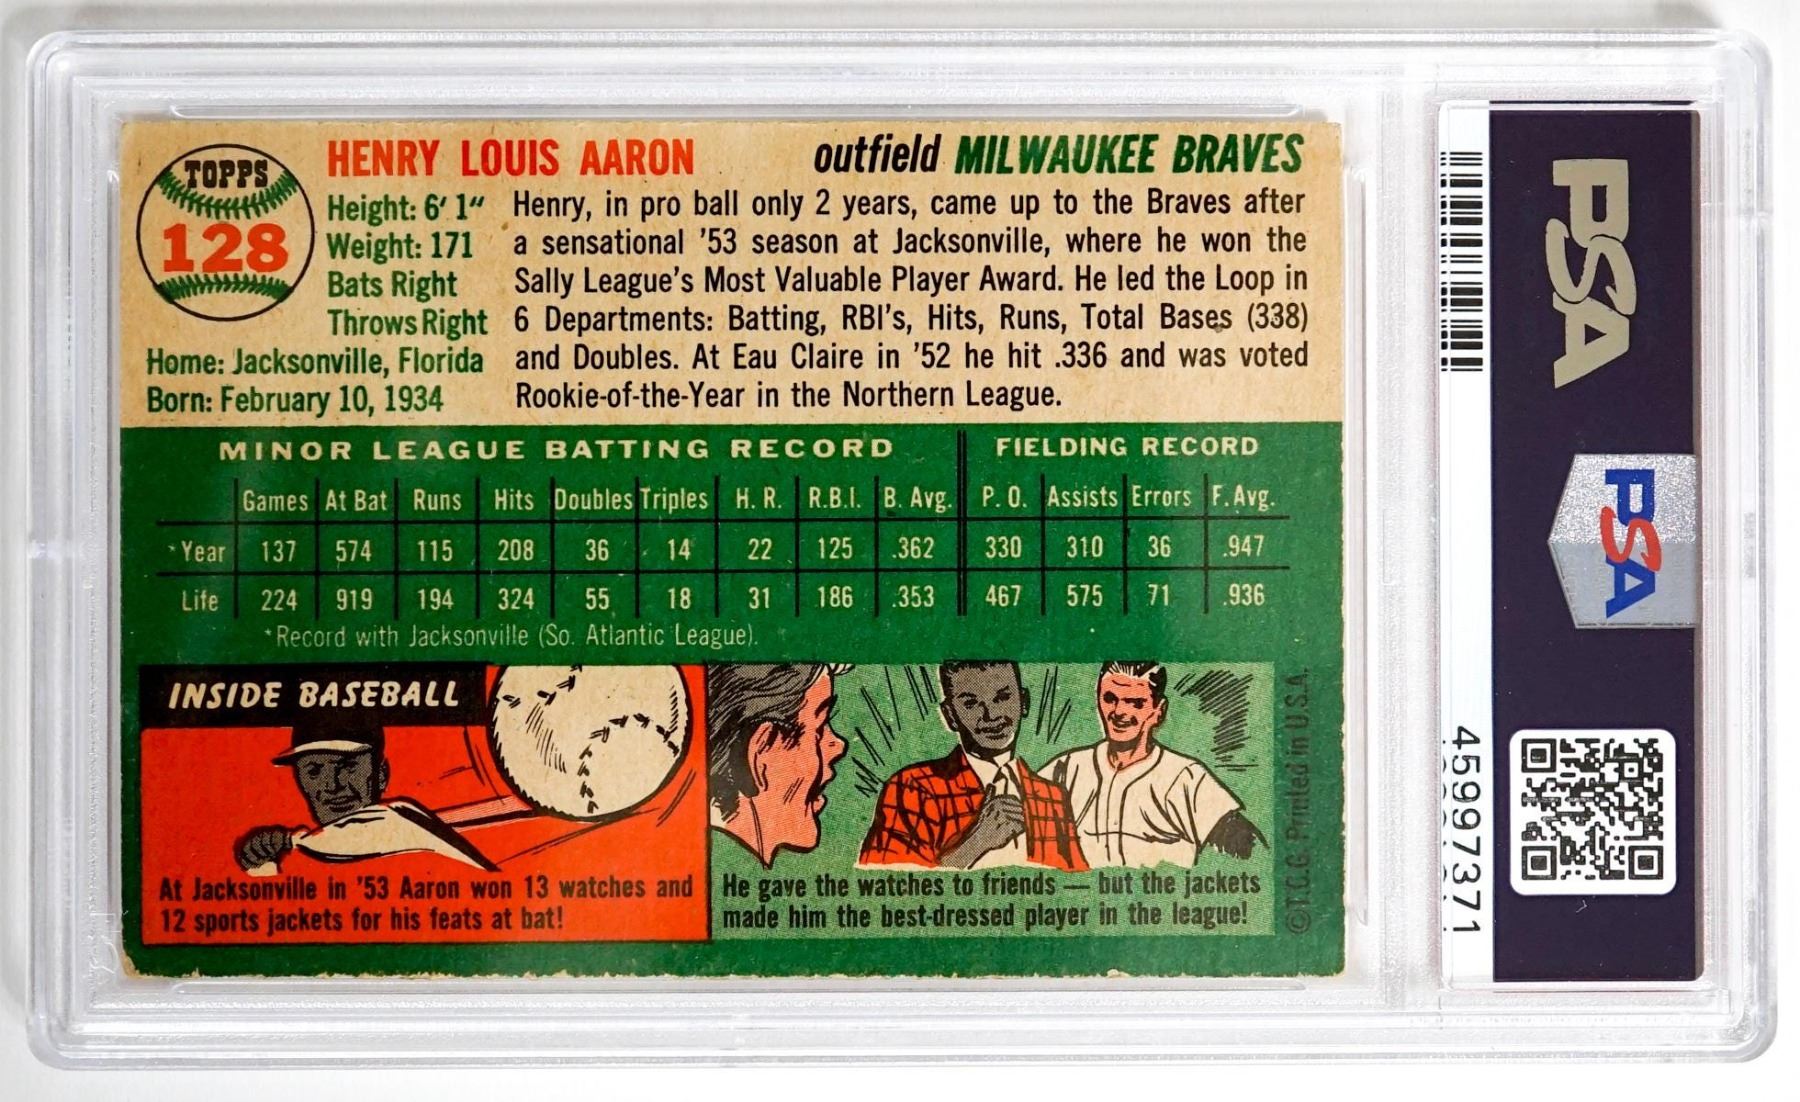 TOPPS
128
HENRY LOUIS AARON
outfield MILWAUKEE BRAVES
Height: 6' 1"
Weight: 171
Bats Right
Throws Right
Home: Jacksonville, Florida
Born: February 10, 1934
Henry, in pro ball only 2 years, came up to the Braves after
a sensational '53 season at Jacksonville, where he won the
Sally League's Most Valuable Player Award. He led the Loop in
6 Departments: Batting, RBI's, Hits, Runs, Total Bases (338)
and Doubles. At Eau Claire in '52 he hit .336 and was voted
Rookie-of-the-Year in the Northern League.
MINOR LEAGUE BATTING RECORD FIELDING RECORD
Games At Bat Runs Hits Doubles Triples H. R. R.B.I. B. Avg. P. O. Assists Errors F. Avg.
*Year 137 574 115 208 36 14 22 125 .362 330 310 36 .947
Life 224 919 194 324 55 18 31 186 .353 467 575 71 .936
*Record with Jacksonville (So. Atlantic League).
INSIDE BASEBALL
At Jacksonville in '53 Aaron won 13 watches and
12 sports jackets for his feats at bat!
He gave the watches to friends — but the jackets
made him the best-dressed player in the league!
©T.C.G. Printed in U.S.A.
45997371
PSA
PSA